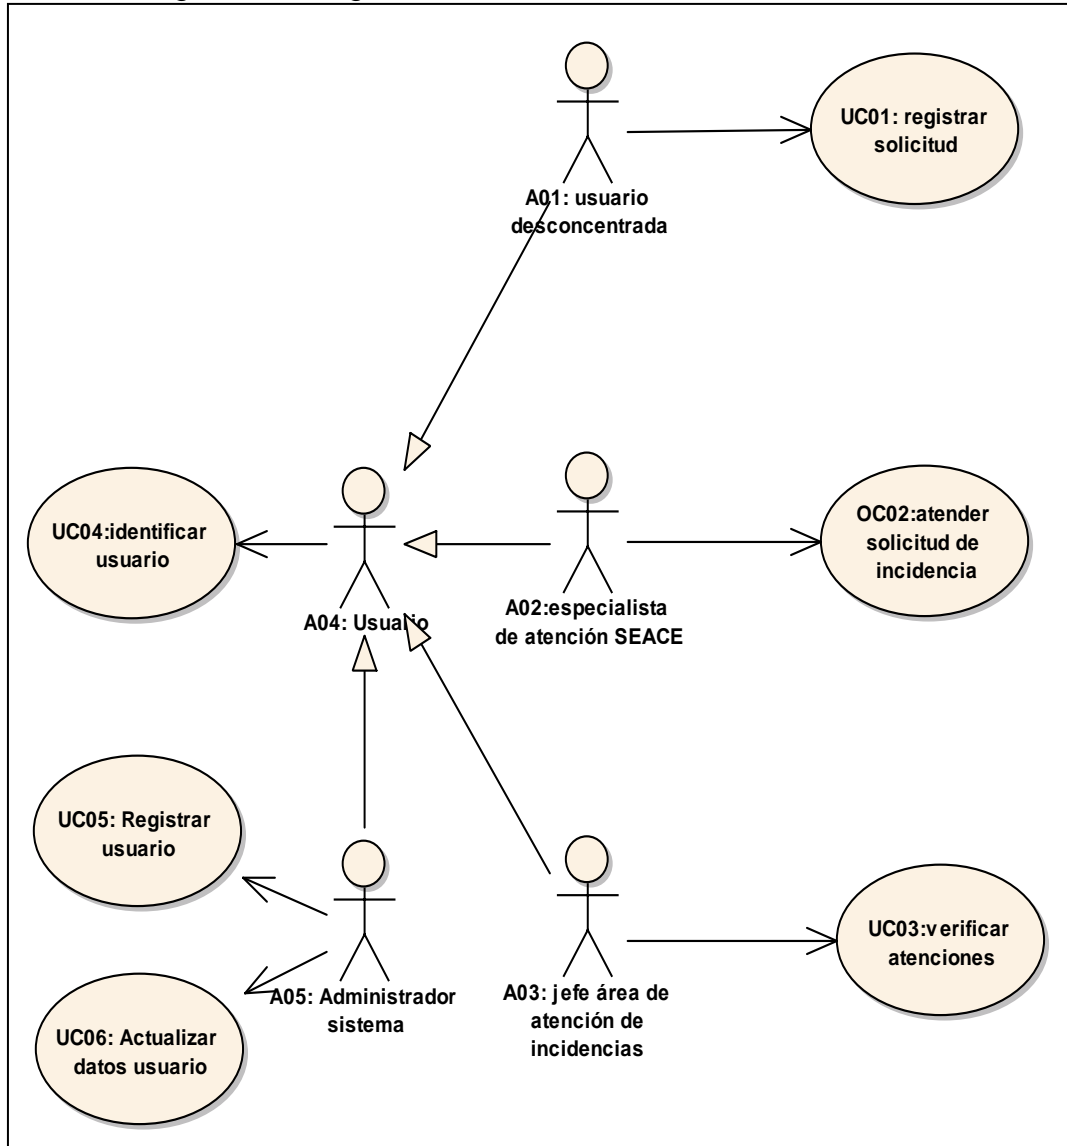 UC01: registrar
solicitud
A01: usuario
desconcentrada
UC04:identificar
usuario
A04: Usuario
A02:especialista
de atención SEACE
OC02:atender
solicitud de
incidencia
UC05: Registrar
usuario
UC06: Actualizar
datos usuario
A05: Administrador
sistema
A03: jefe área de
atención de
incidencias
UC03:verificar
atenciones